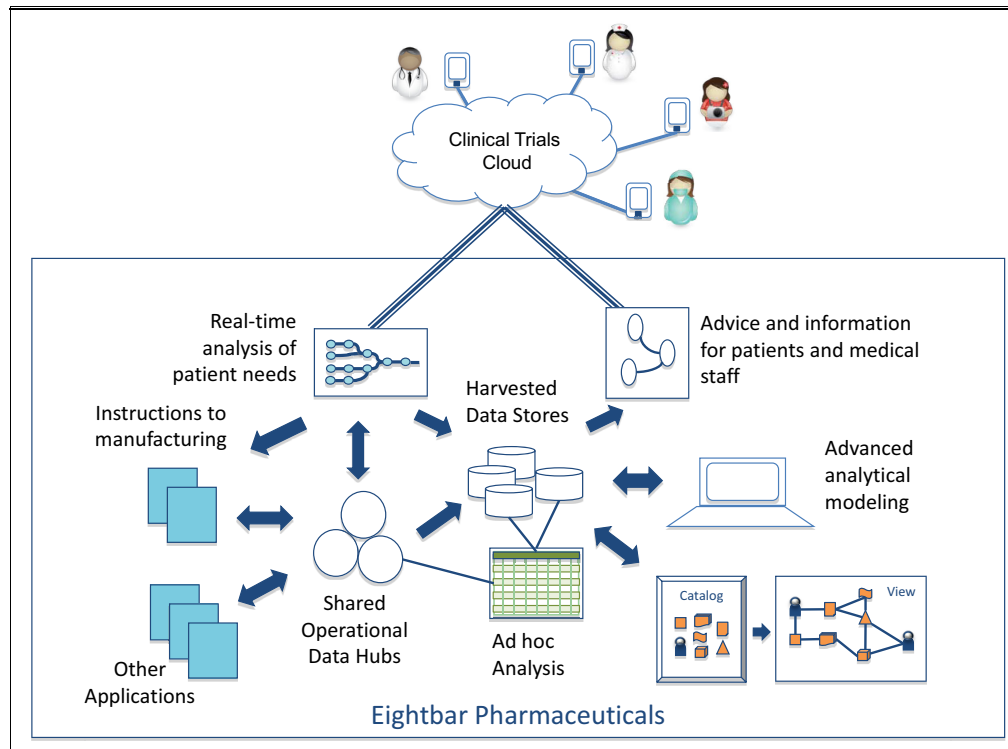 Clinical Trials
Cloud
Real-time
analysis of
patient needs
Advice and information
for patients and medical
staff
Harvested
Data Stores
Instructions to
manufacturing
Advanced
analytical
modeling
Catalog
View
Shared
Operational
Data Hubs
Ad hoc
Analysis
Other
Applications
Eightbar Pharmaceuticals